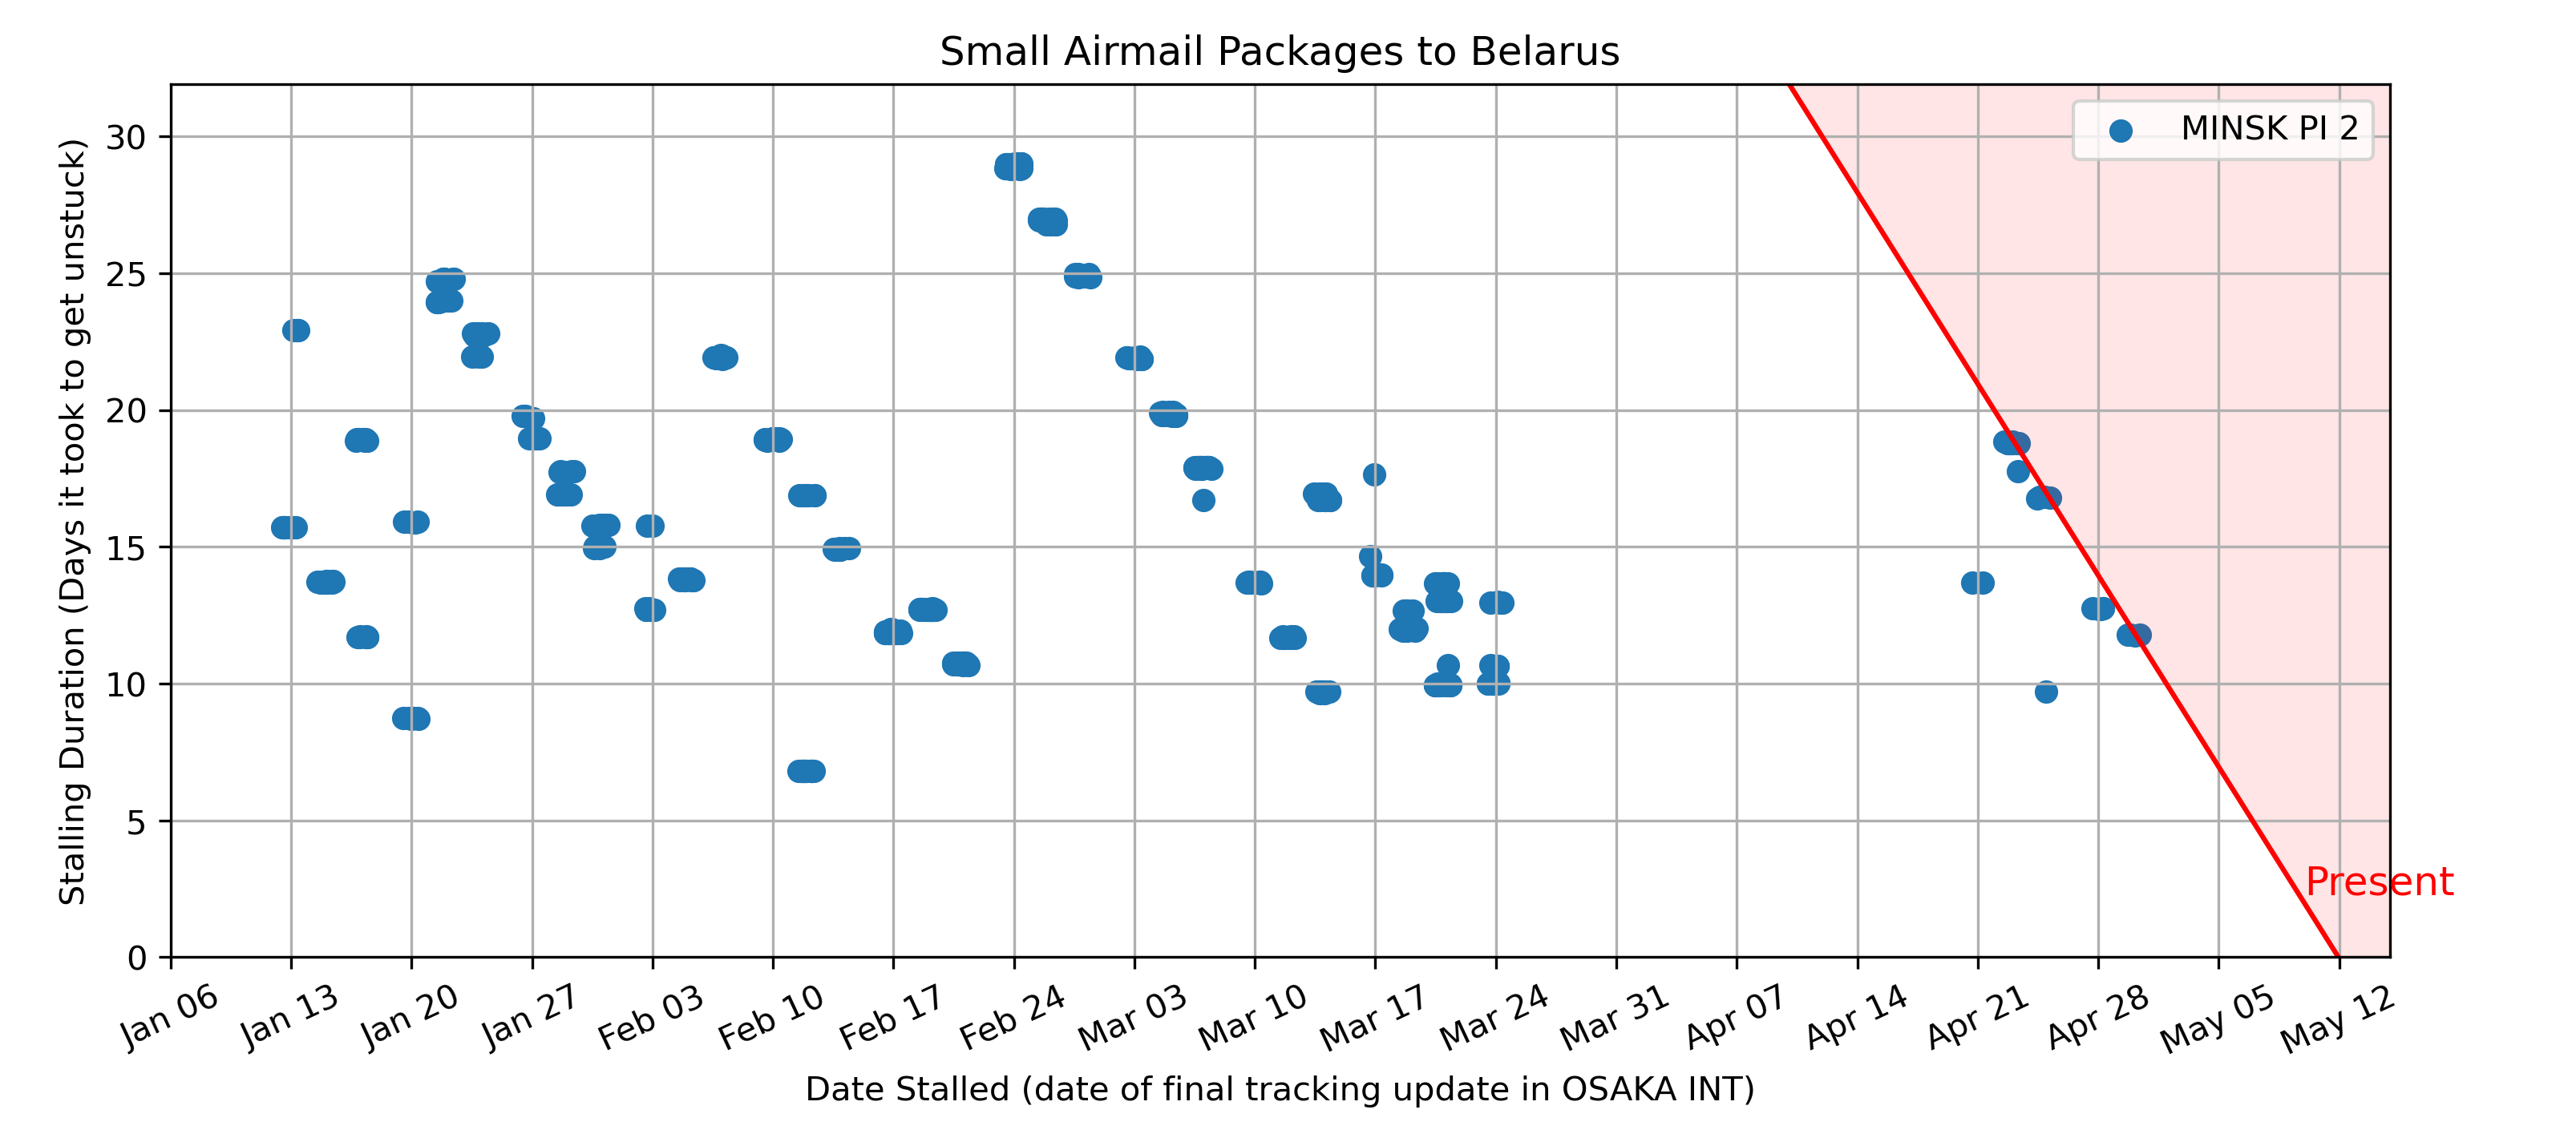 Small Airmail Packages to Belarus
MINSK PI 2
Stalling Duration (Days it took to get unstuck)
30
25
20
15
10
5
0
Present
Jan 06 Jan 13 Jan 20 Jan 27 Feb 03 Feb 10 Feb 17 Feb 24 Mar 03 Mar 10 Mar 17 Mar 24 Mar 31 Apr 07 Apr 14 Apr 21 Apr 28 May 05 May 12
Date Stalled (date of final tracking update in OSAKA INT)